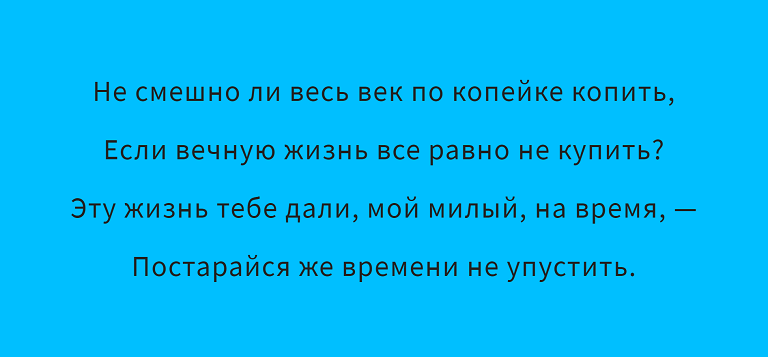 Не смешно ли весь век по копейке копить,
Если вечную жизнь все равно не купить?
Эту жизнь тебе дали, мой милый, на время, —
Постарайся же времени не упустить.